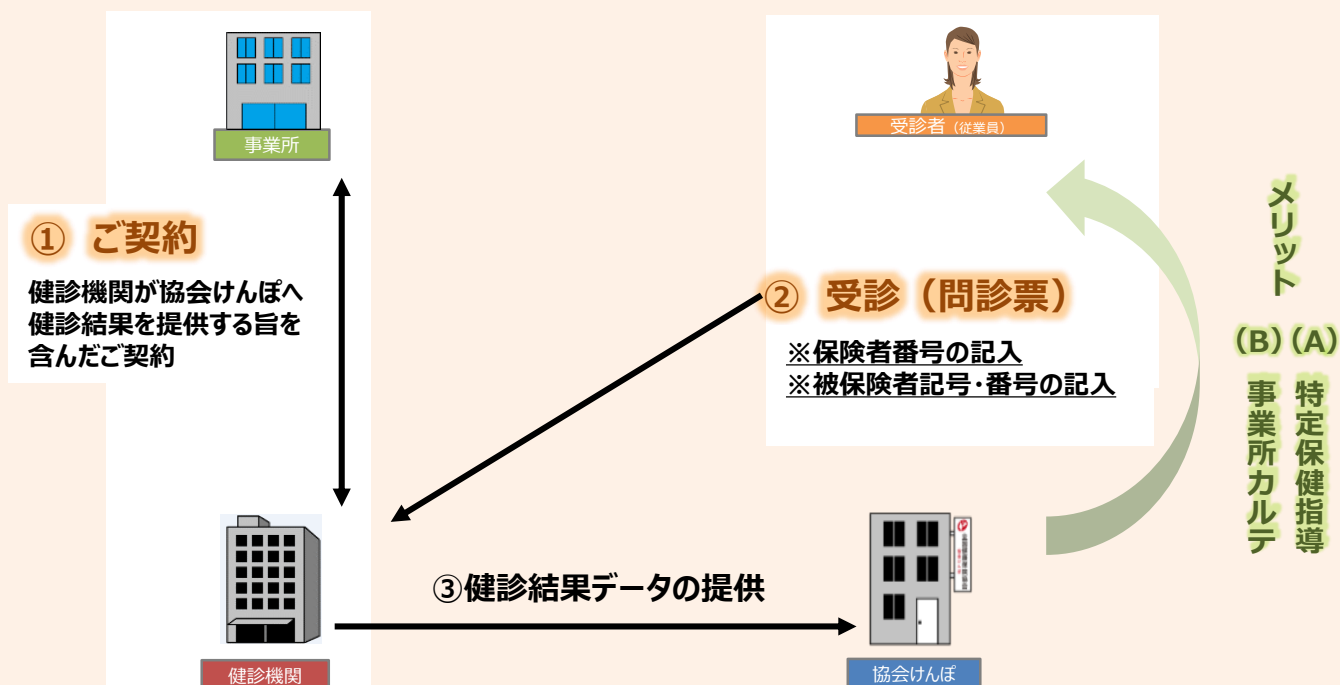 事業所
受診者（従業員）
① ご契約
健診機関が協会けんぽへ
健診結果を提供する旨を
含んだご契約
② 受診（問診票）
※保険者番号の記入
※被保険者記号・番号の記入
メリット
（A）特定保健指導
（B）事業所カルテ
③健診結果データの提供
健診機関
協会けんぽ